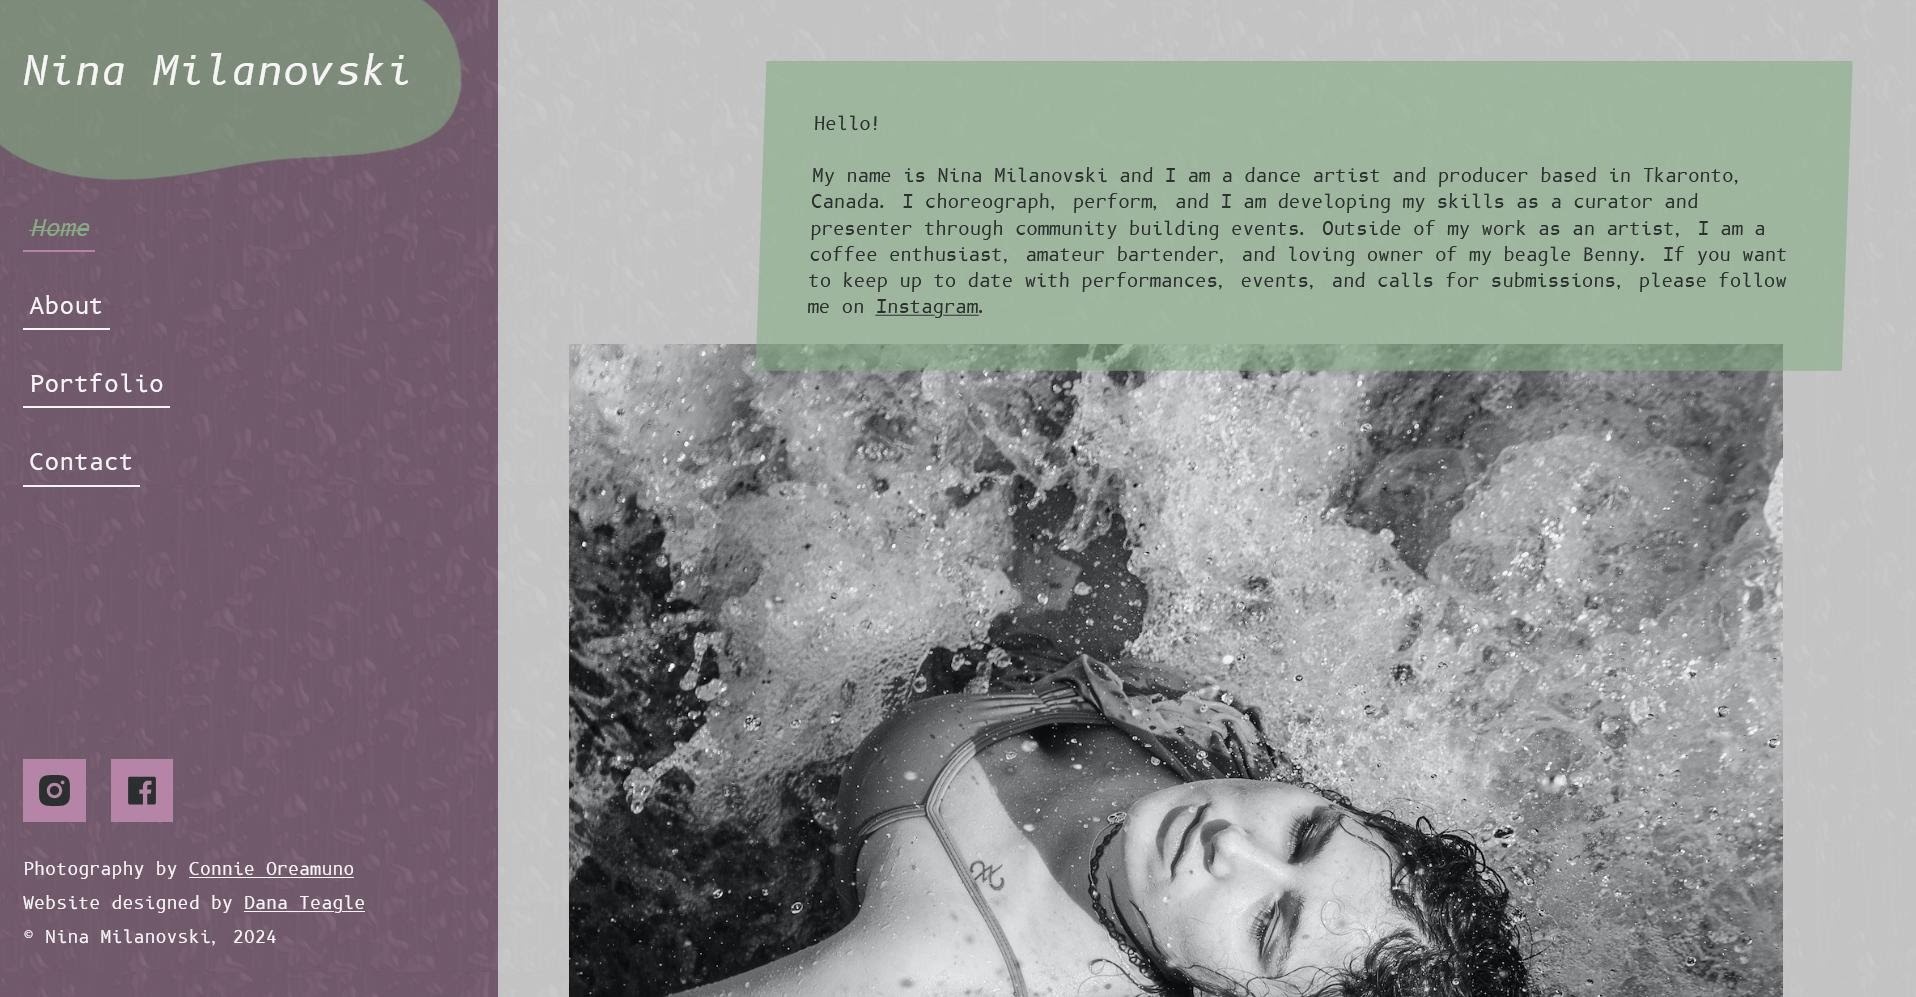 Nina Milanovski
Home
About
Portfolio
Contact
Photography by Connie Oreamuno
Website designed by Dana Teagle
© Nina Milanovski, 2024
Hello!
My name is Nina Milanovski and I am a dance artist and producer based in Tkaronto,
Canada. I choreograph, perform, and I am developing my skills as a curator and
presenter through community building events. Outside of my work as an artist, I am a
coffee enthusiast, amateur bartender, and loving owner of my beagle Benny. If you want
to keep up to date with performances, events, and calls for submissions, please follow
me on Instagram.